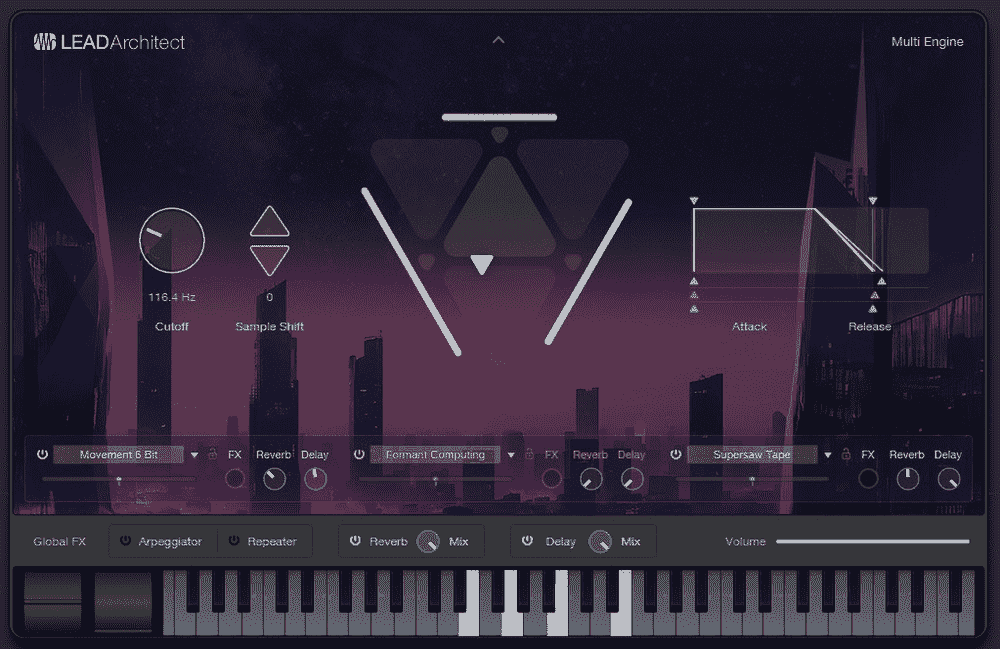 LEADArchitect
Multi Engine
116.4 Hz
0
Cutoff
Sample Shift
Attack
Release
Movement 6 Bit
FX
Reverb
Delay
Formant Computing
FX
Reverb
Delay
Supersaw Tape
FX
Reverb
Delay
Global FX
Arpeggiator
Repeater
Reverb
Mix
Delay
Mix
Volume